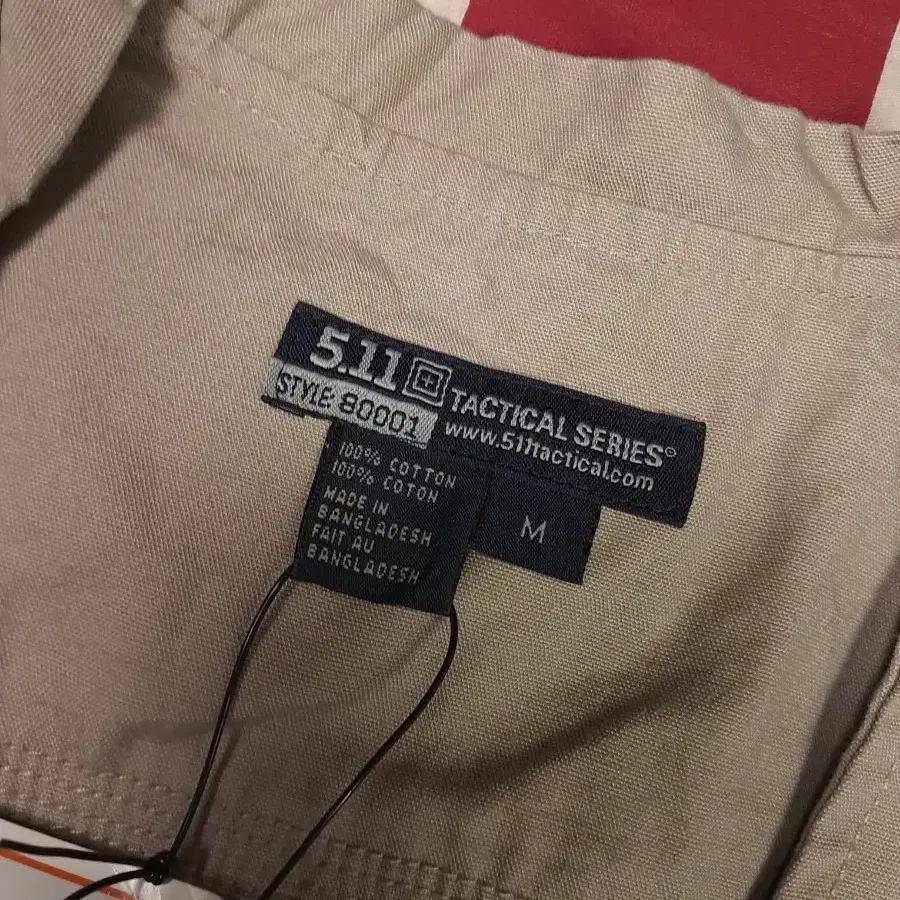 5.11 TACTICAL SERIES®
STYLE: 80001
www.511tactical.com
100% COTTON
100% COTON
MADE IN
BANGLADESH
FAIT AU
BANGLADESH
M